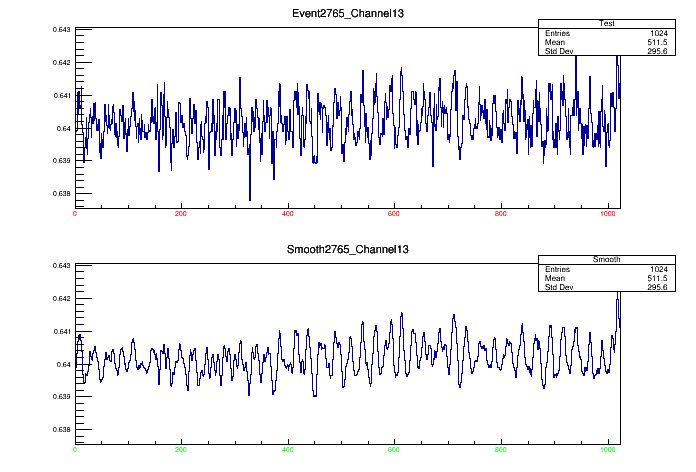 Event2765_Channel13
Test
Entries 1024
Mean 511.5
Std Dev 295.6
0.643
0.642
0.641
0.64
0.639
0.638
0 200 400 600 800 1000
Smooth2765_Channel13
Smooth
Entries 1024
Mean 511.5
Std Dev 295.6
0.643
0.642
0.641
0.64
0.639
0.638
0 200 400 600 800 1000